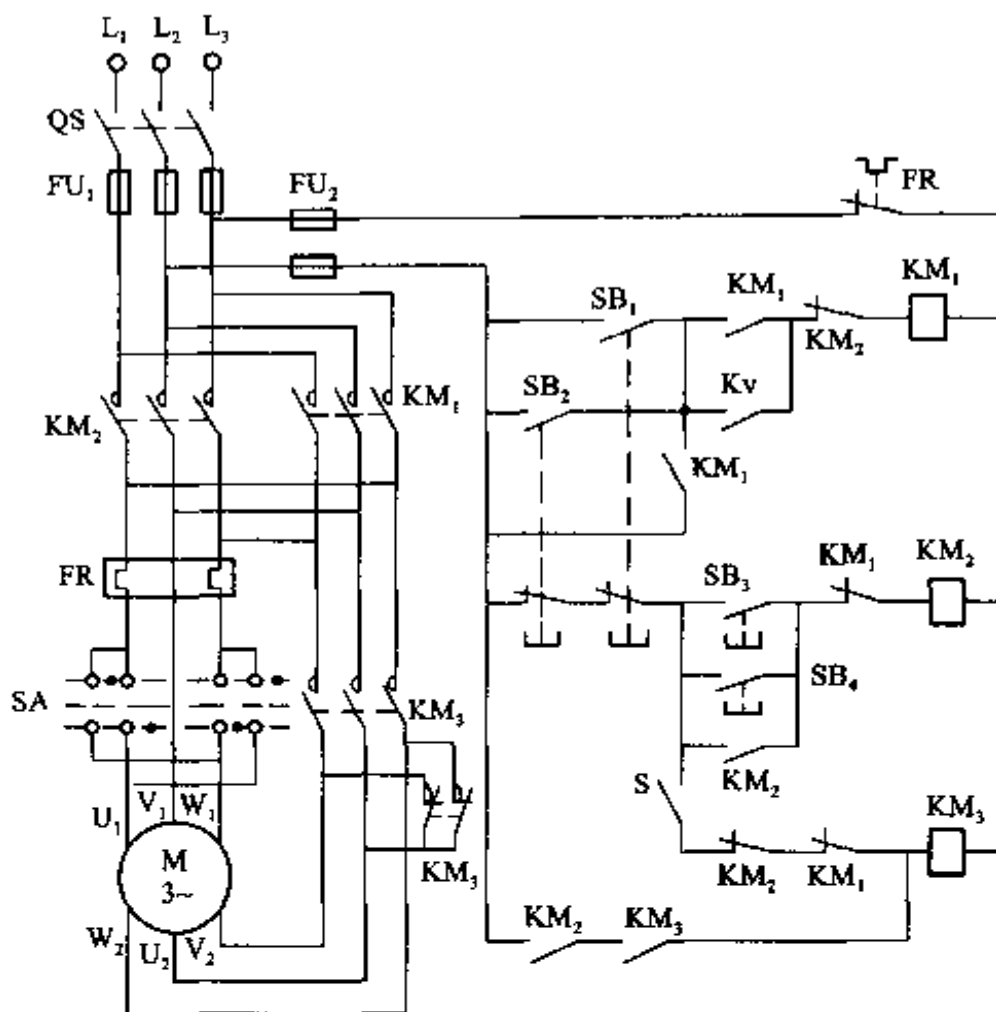 L₁ L₂ L₃
QS
FU₁
FU₂
FR
KM₁
SB₁
KM₁
KM₂
SB₂
Kv
KM₂
KM₁
KM₁
FR
SB₃
KM₁
KM₂
SA
KM₃
SB₄
KM₂
S
KM₃
U₁ V₁ W₁
M
3~
KM₃
KM₂
KM₁
W₂ U₂ V₂
KM₂
KM₃